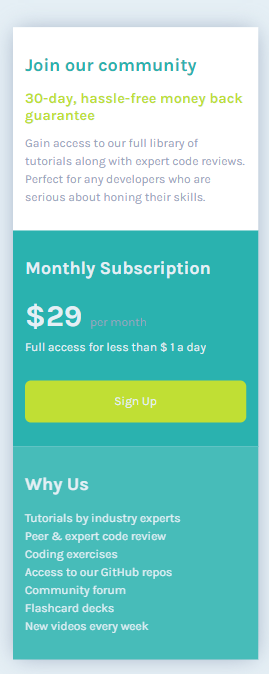 Join our community
30-day, hassle-free money back
guarantee
Gain access to our full library of
tutorials along with expert code reviews.
Perfect for any developers who are
serious about honing their skills.
Monthly Subscription
$29 per month
Full access for less than $1 a day
Sign Up
Why Us
Tutorials by industry experts
Peer & expert code review
Coding exercises
Access to our GitHub repos
Community forum
Flashcard decks
New videos every week